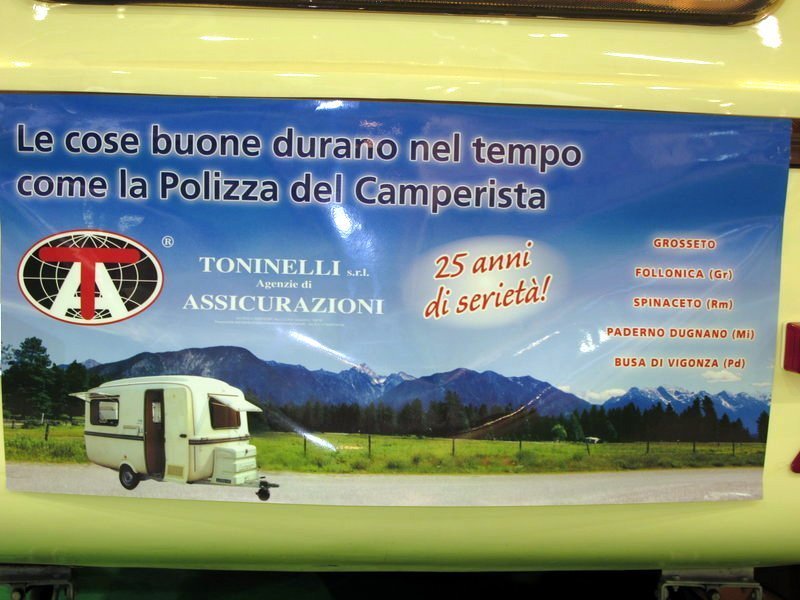 Le cose buone durano nel tempo
come la Polizza del Camperista
TA ®
TONINELLI s.r.l.
Agenzie di
ASSICURAZIONI
25 anni
di serietà!
GROSSETO
FOLLONICA (Gr)
SPINACETO (Rm)
PADERNO DUGNANO (Mi)
BUSA DI VIGONZA (Pd)